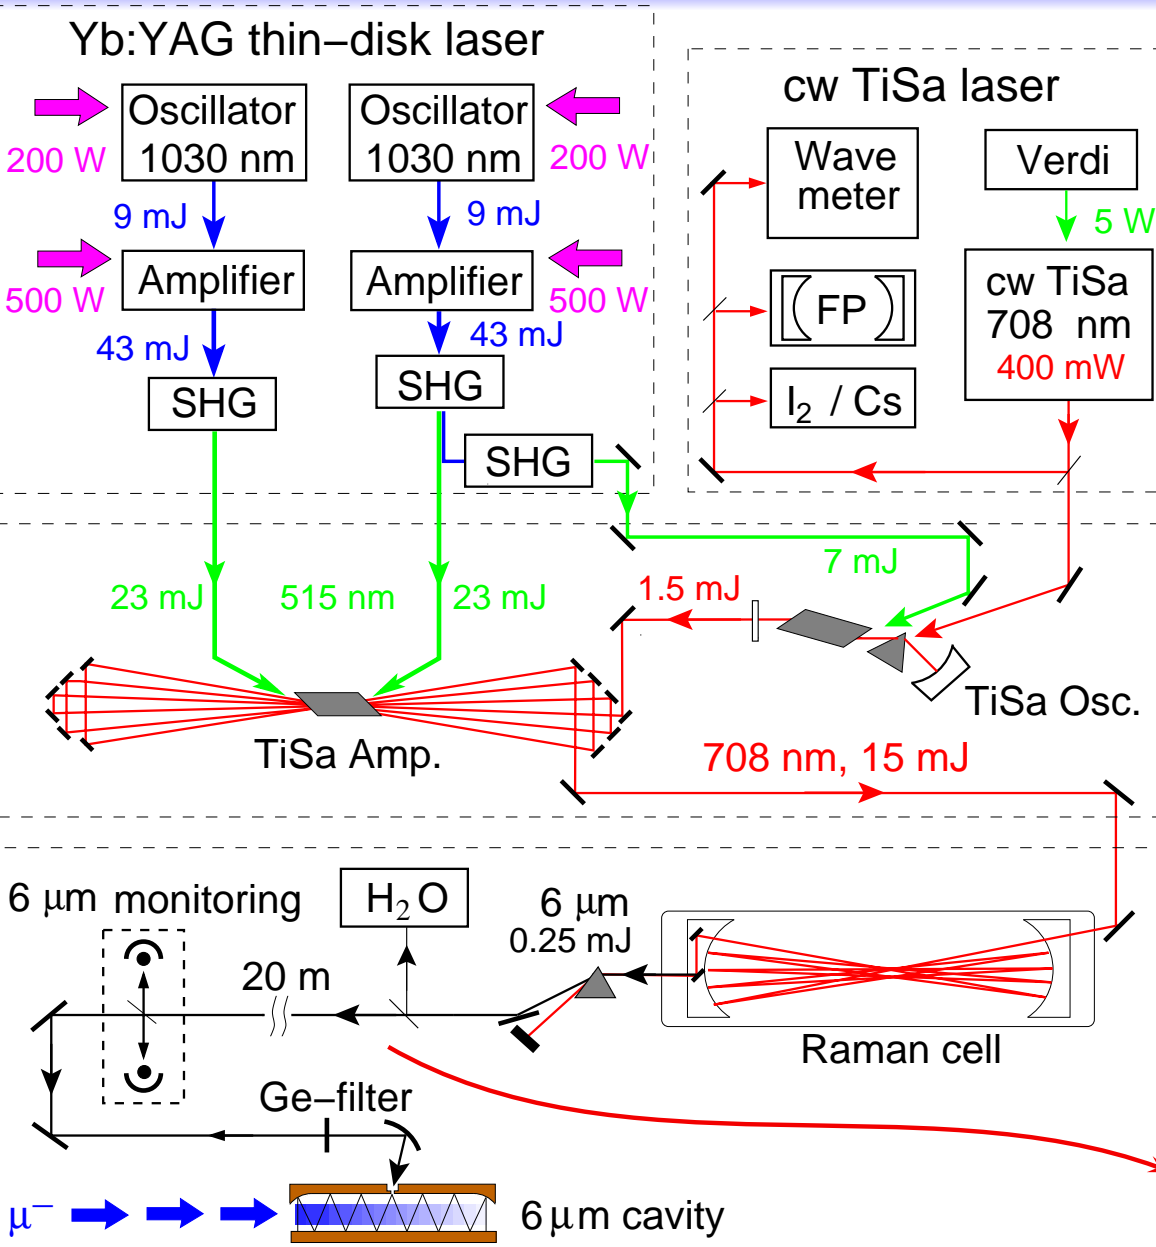 Yb:YAG thin–disk laser
Oscillator
1030 nm
Oscillator
1030 nm
200 W
200 W
9 mJ
9 mJ
Amplifier
Amplifier
500 W
500 W
43 mJ
43 mJ
SHG
SHG
SHG
cw TiSa laser
Wave
meter
Verdi
5 W
FP
cw TiSa
708 nm
400 mW
I₂ / Cs
23 mJ
515 nm
23 mJ
7 mJ
1.5 mJ
TiSa Osc.
TiSa Amp.
708 nm, 15 mJ
6 μm monitoring
H₂O
6 μm
0.25 mJ
20 m
Raman cell
Ge–filter
μ⁻
6 μm cavity